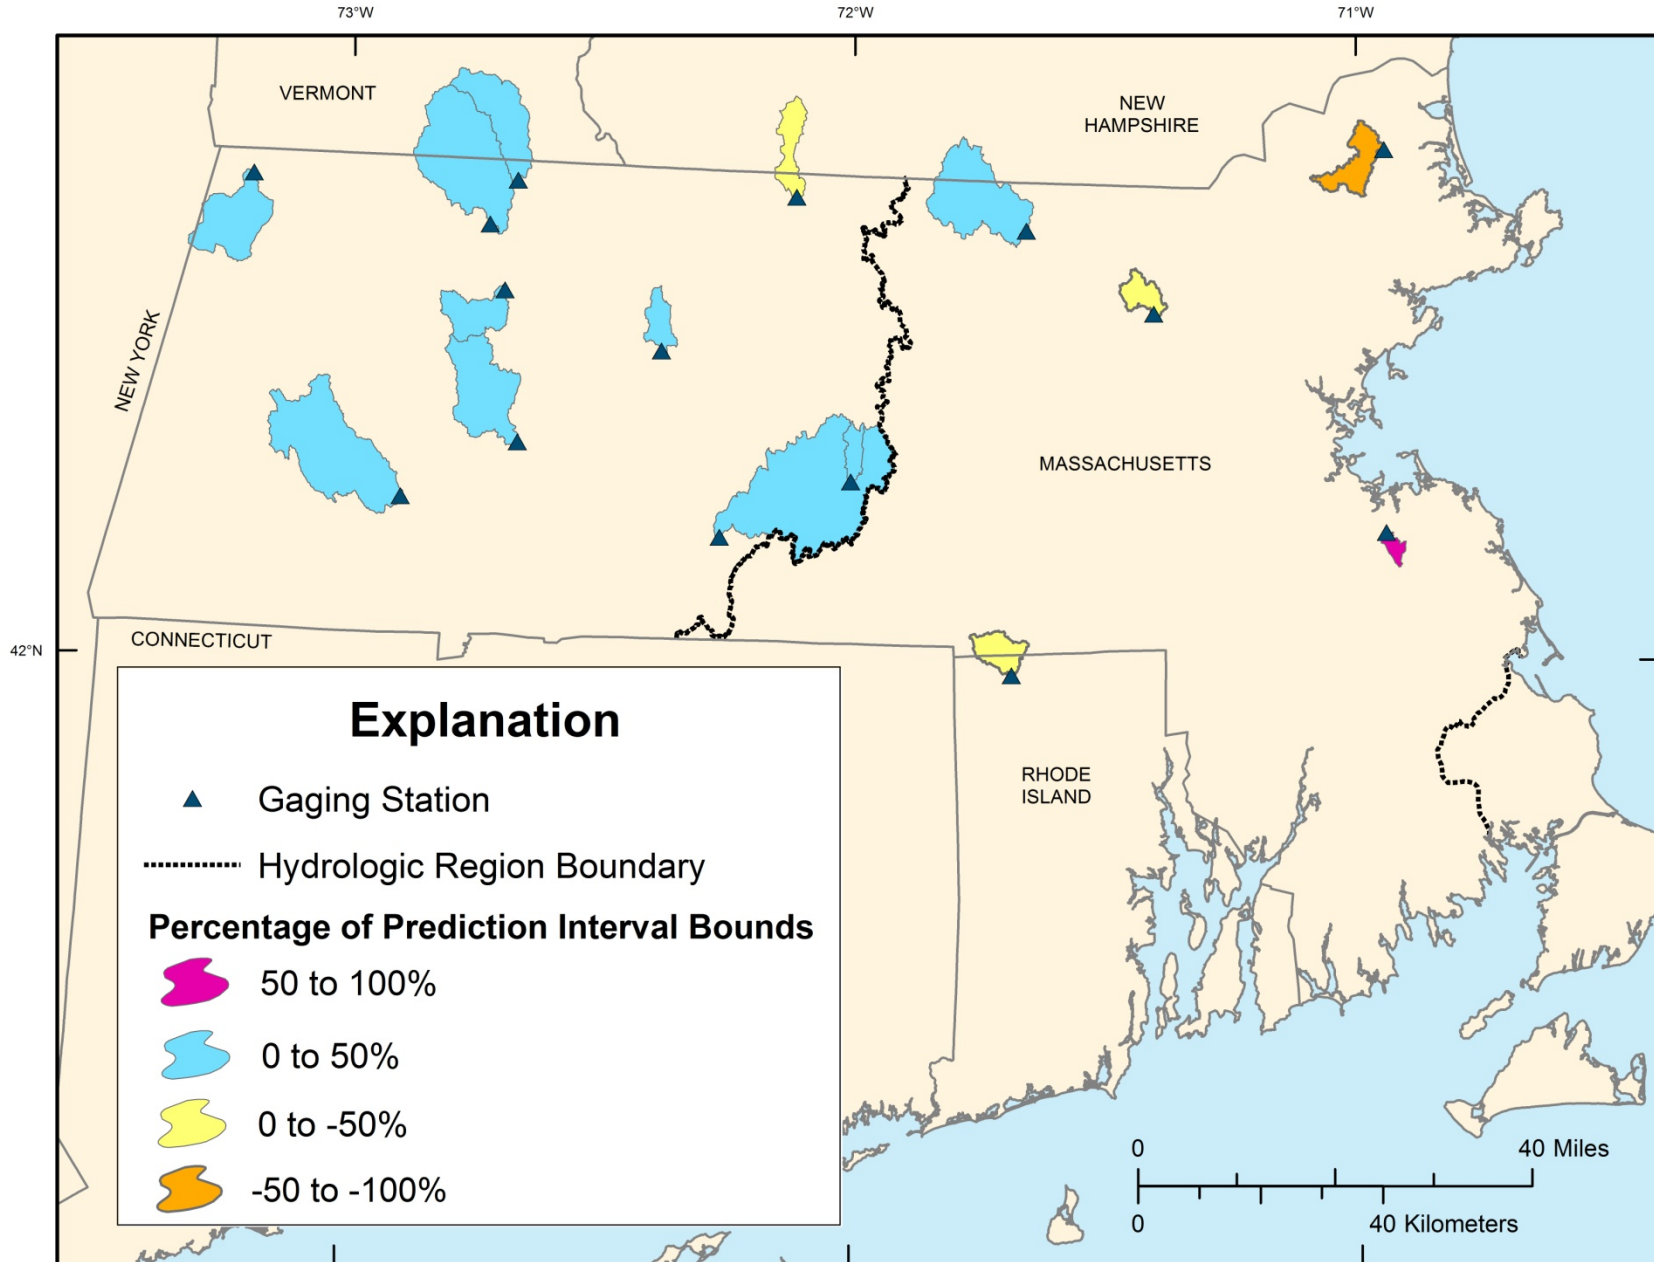 73°W
72°W
71°W
VERMONT
NEW
HAMPSHIRE
NEW YORK
MASSACHUSETTS
42°N
CONNECTICUT
RHODE
ISLAND
Explanation
Gaging Station
Hydrologic Region Boundary
Percentage of Prediction Interval Bounds
50 to 100%
0 to 50%
0 to -50%
-50 to -100%
0
40 Miles
0
40 Kilometers